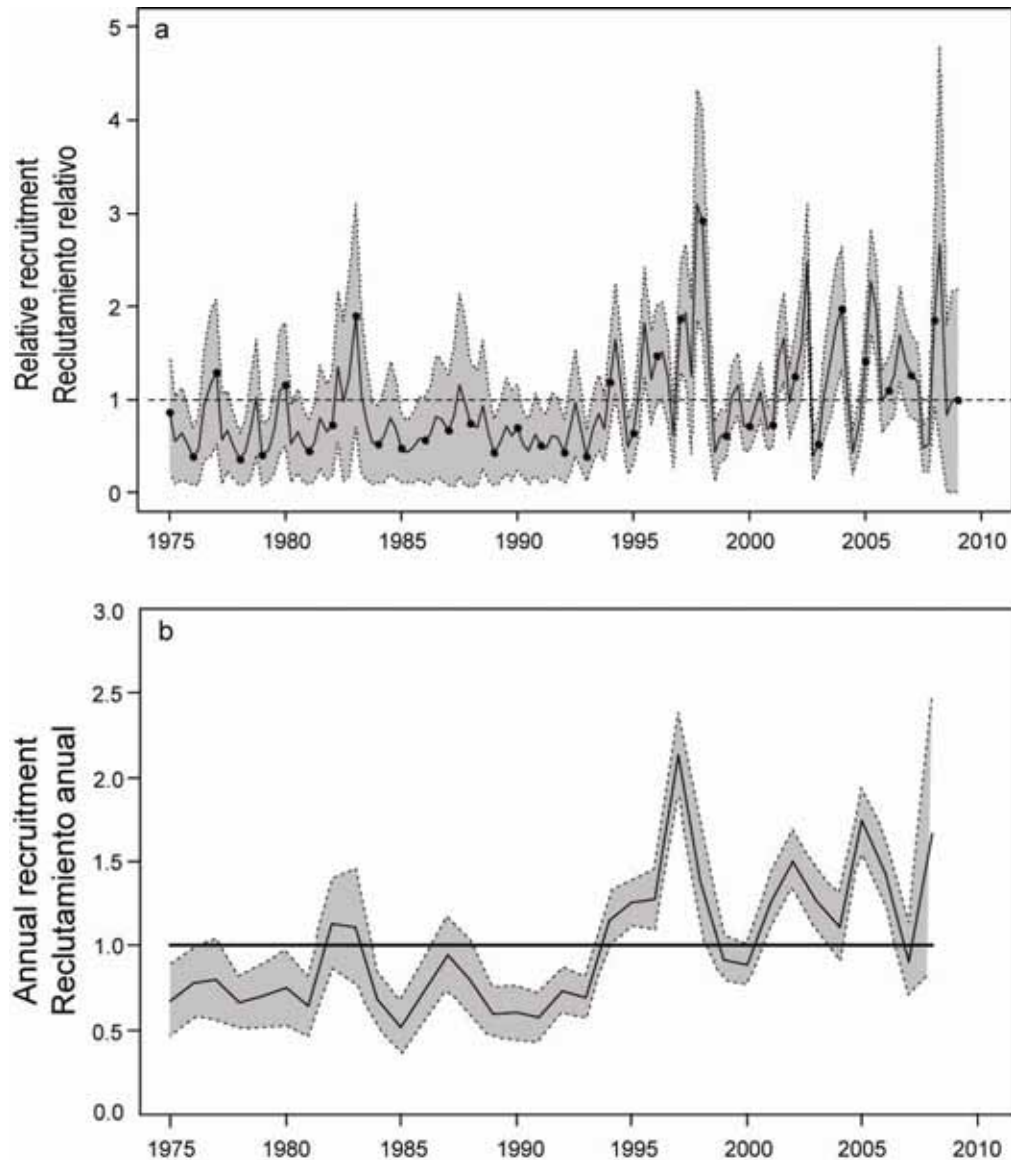 a
Relative recruitment
Reclutamiento relativo
5
4
3
2
1
0
1975 1980 1985 1990 1995 2000 2005 2010
b
Annual recruitment
Reclutamiento anual
3.0
2.5
2.0
1.5
1.0
0.5
0.0
1975 1980 1985 1990 1995 2000 2005 2010